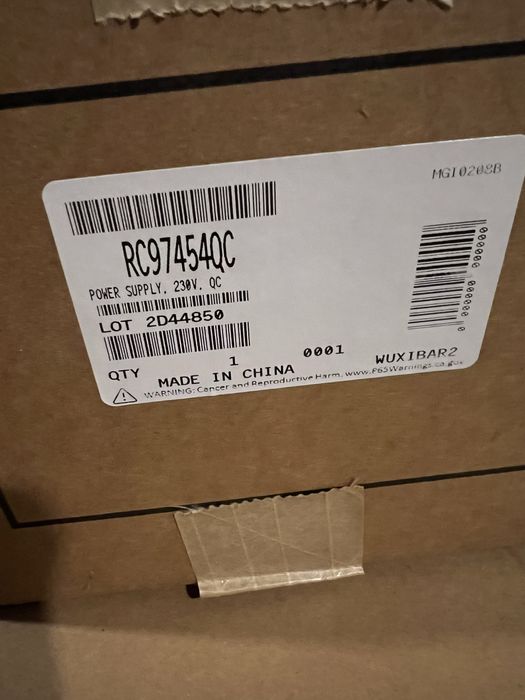 MGI0208B
RC97454QC
POWER SUPPLY, 230V, QC
LOT 2D44850
QTY 1 0001 WUXIBAR2
MADE IN CHINA
WARNING: Cancer and Reproductive Harm. www.P65Warnings.ca.gov